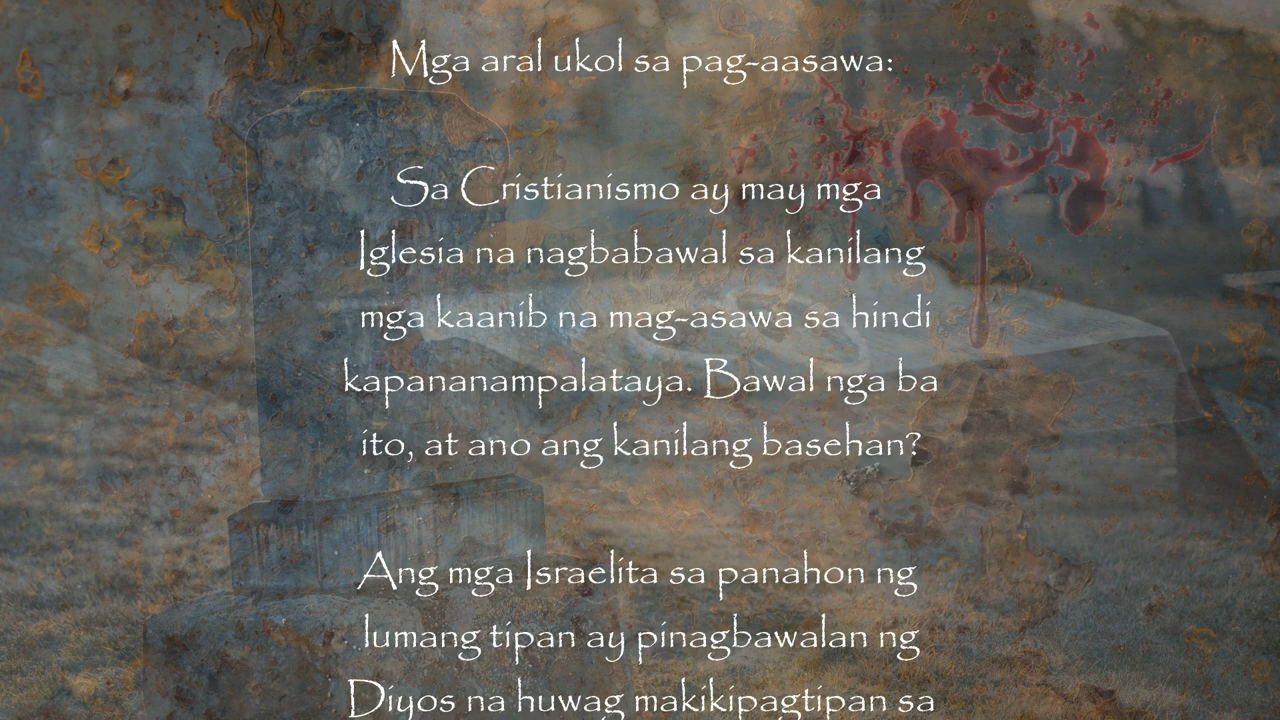 Mga aral ukol sa pag-aasawa:
Sa Cristianismo ay may mga
Iglesia na nagbabawal sa kanilang
mga kaanib na mag-asawa sa hindi
kapananampalataya. Bawal nga ba
ito, at ano ang kanilang basehan?
Ang mga Israelita sa panahon ng
lumang tipan ay pinagbawalan ng
Diyos na huwag makikipagtipan sa